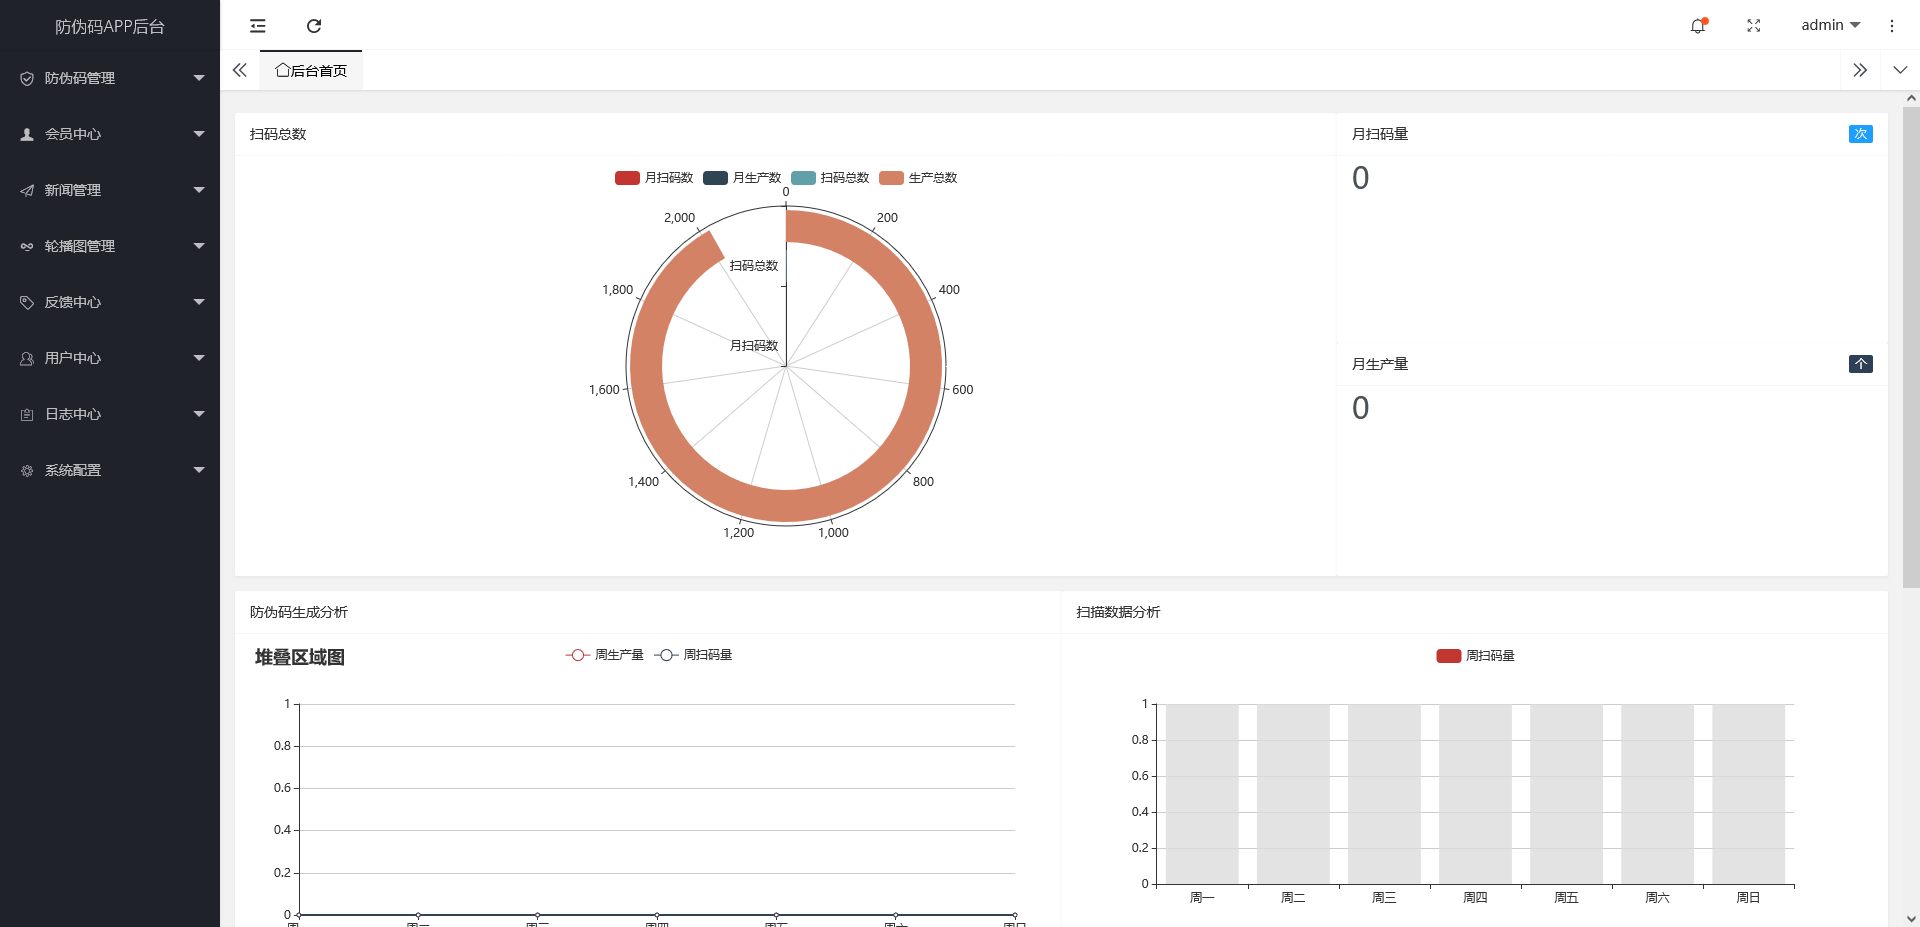 防伪码APP后台
防伪码管理
会员中心
新闻管理
轮播图管理
反馈中心
用户中心
日志中心
系统配置
admin
后台首页
扫码总数
月扫码数 月生产数 扫码总数 生产总数
0
200
400
600
800
1,000
1,200
1,400
1,600
1,800
2,000
扫码总数
月扫码数
月扫码量 次
0
月生产量 个
0
防伪码生成分析
堆叠区域图
周生产量 周扫码量
1
0.8
0.6
0.4
0.2
0
扫描数据分析
周扫码量
1
0.8
0.6
0.4
0.2
0
周一 周二 周三 周四 周五 周六 周日